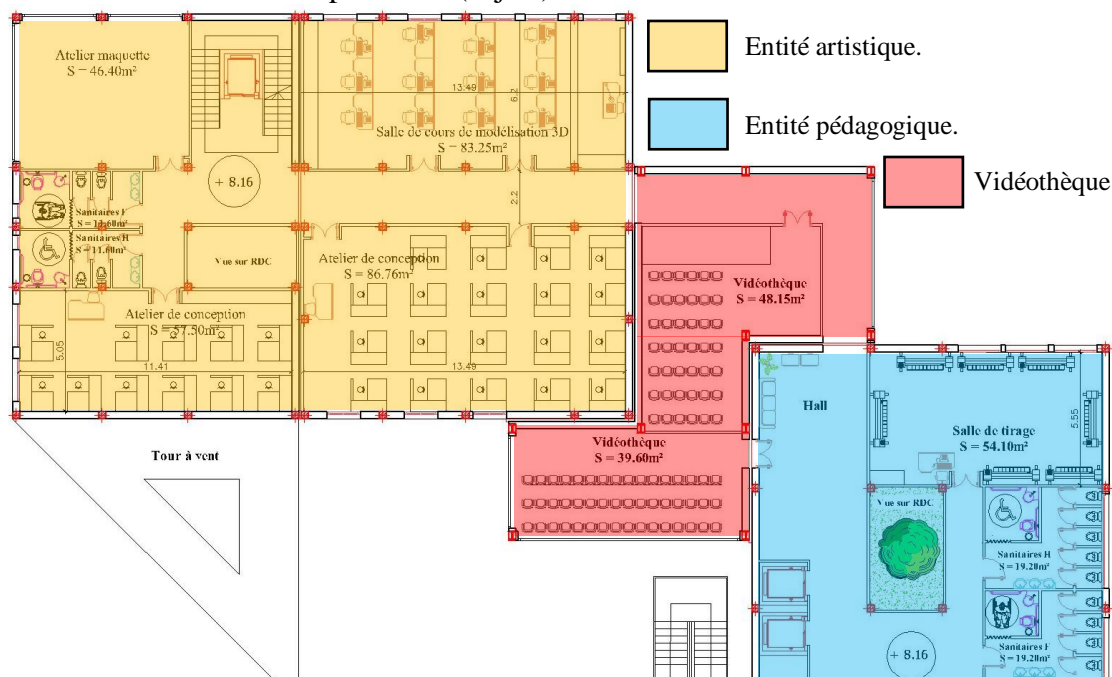 Entité artistique.
Entité pédagogique.
Vidéothèque
Atelier maquette
S = 46.40m²
13.49
6.2
Salle de cours de modélisation 3D
S = 83.25m²
+ 8.16
2.2
Sanitaires F
S = 11.60m²
Sanitaires H
S = 11.60m²
Vue sur RDC
Atelier de conception
S = 86.76m²
Atelier de conception
S = 57.50m²
5.05
11.41
13.49
Vidéothèque
S = 48.15m²
Vidéothèque
S = 39.60m²
Hall
Salle de tirage
S = 54.10m²
5.55
Tour à vent
Vue sur RDC
Sanitaires H
S = 19.20m²
Sanitaires F
S = 19.20m²
+ 8.16